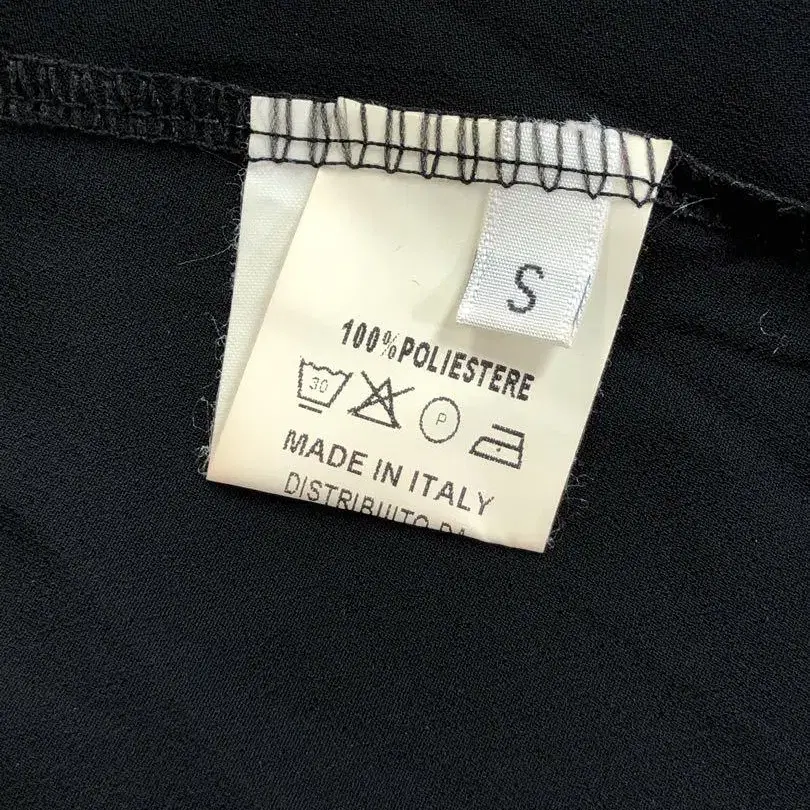 S
100%POLIESTERE
30
P
MADE IN ITALY
DISTRIBUITO DA